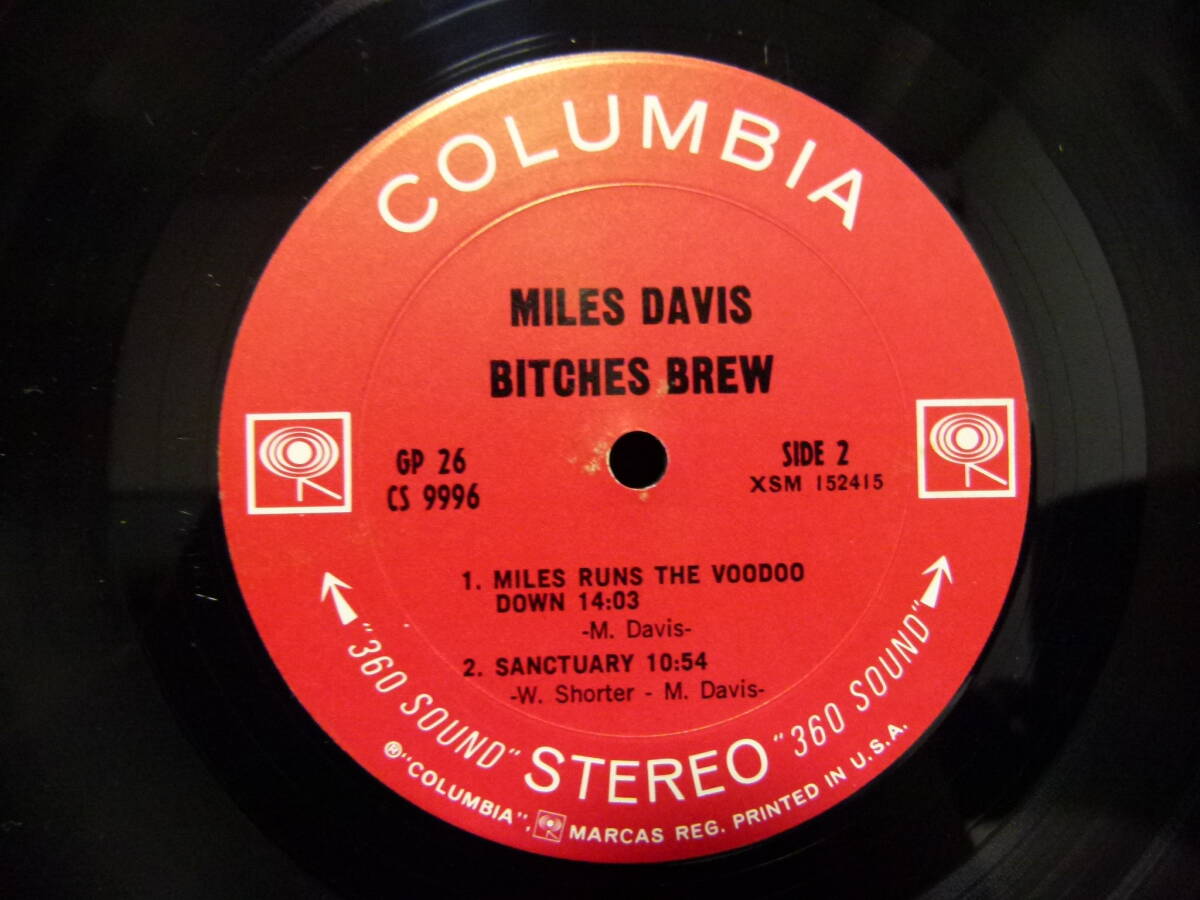 COLUMBIA
MILES DAVIS
BITCHES BREW
GP 26
CS 9996
SIDE 2
XSM 152415
1. MILES RUNS THE VOODOO
DOWN 14:03
-M. Davis-
2. SANCTUARY 10:54
-W. Shorter - M. Davis-
"360 SOUND" STEREO "360 SOUND"
® "COLUMBIA", MARCAS REG. PRINTED IN U.S.A.